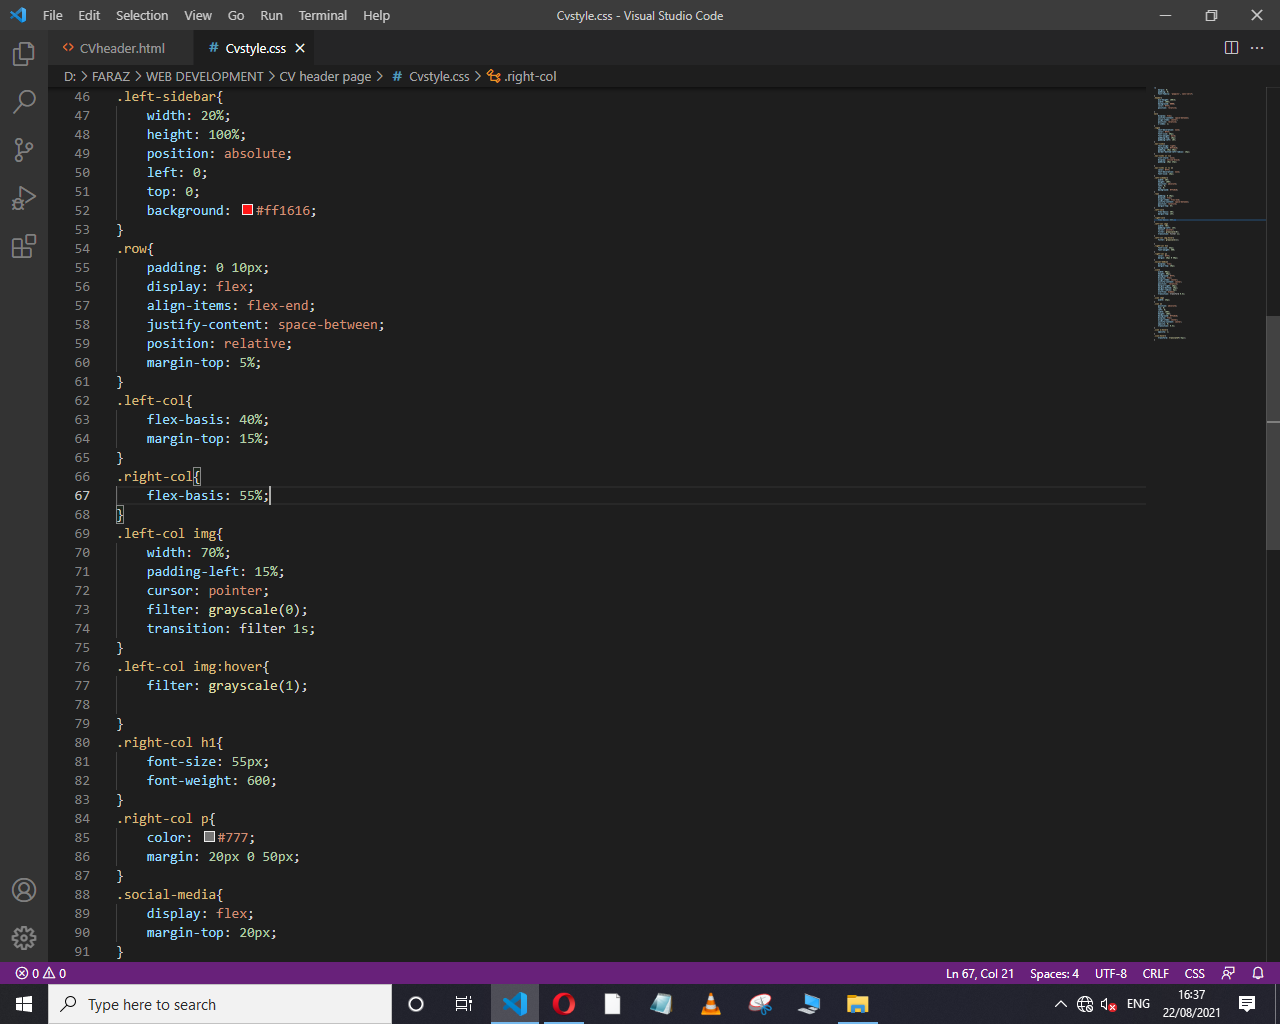 File Edit Selection View Go Run Terminal Help Cvstyle.css - Visual Studio Code
<> CVheader.html # Cvstyle.css
D: > FARAZ > WEB DEVELOPMENT > CV header page > # Cvstyle.css > .right-col
46 .left-sidebar{
47 width: 20%;
48 height: 100%;
49 position: absolute;
50 left: 0;
51 top: 0;
52 background: #ff1616;
53 }
54 .row{
55 padding: 0 10px;
56 display: flex;
57 align-items: flex-end;
58 justify-content: space-between;
59 position: relative;
60 margin-top: 5%;
61 }
62 .left-col{
63 flex-basis: 40%;
64 margin-top: 15%;
65 }
66 .right-col{
67 flex-basis: 55%;
68 }
69 .left-col img{
70 width: 70%;
71 padding-left: 15%;
72 cursor: pointer;
73 filter: grayscale(0);
74 transition: filter 1s;
75 }
76 .left-col img:hover{
77 filter: grayscale(1);
78
79 }
80 .right-col h1{
81 font-size: 55px;
82 font-weight: 600;
83 }
84 .right-col p{
85 color: #777;
86 margin: 20px 0 50px;
87 }
88 .social-media{
89 display: flex;
90 margin-top: 20px;
91 }
0 0 Ln 67, Col 21 Spaces: 4 UTF-8 CRLF CSS
Type here to search ENG 16:37
22/08/2021